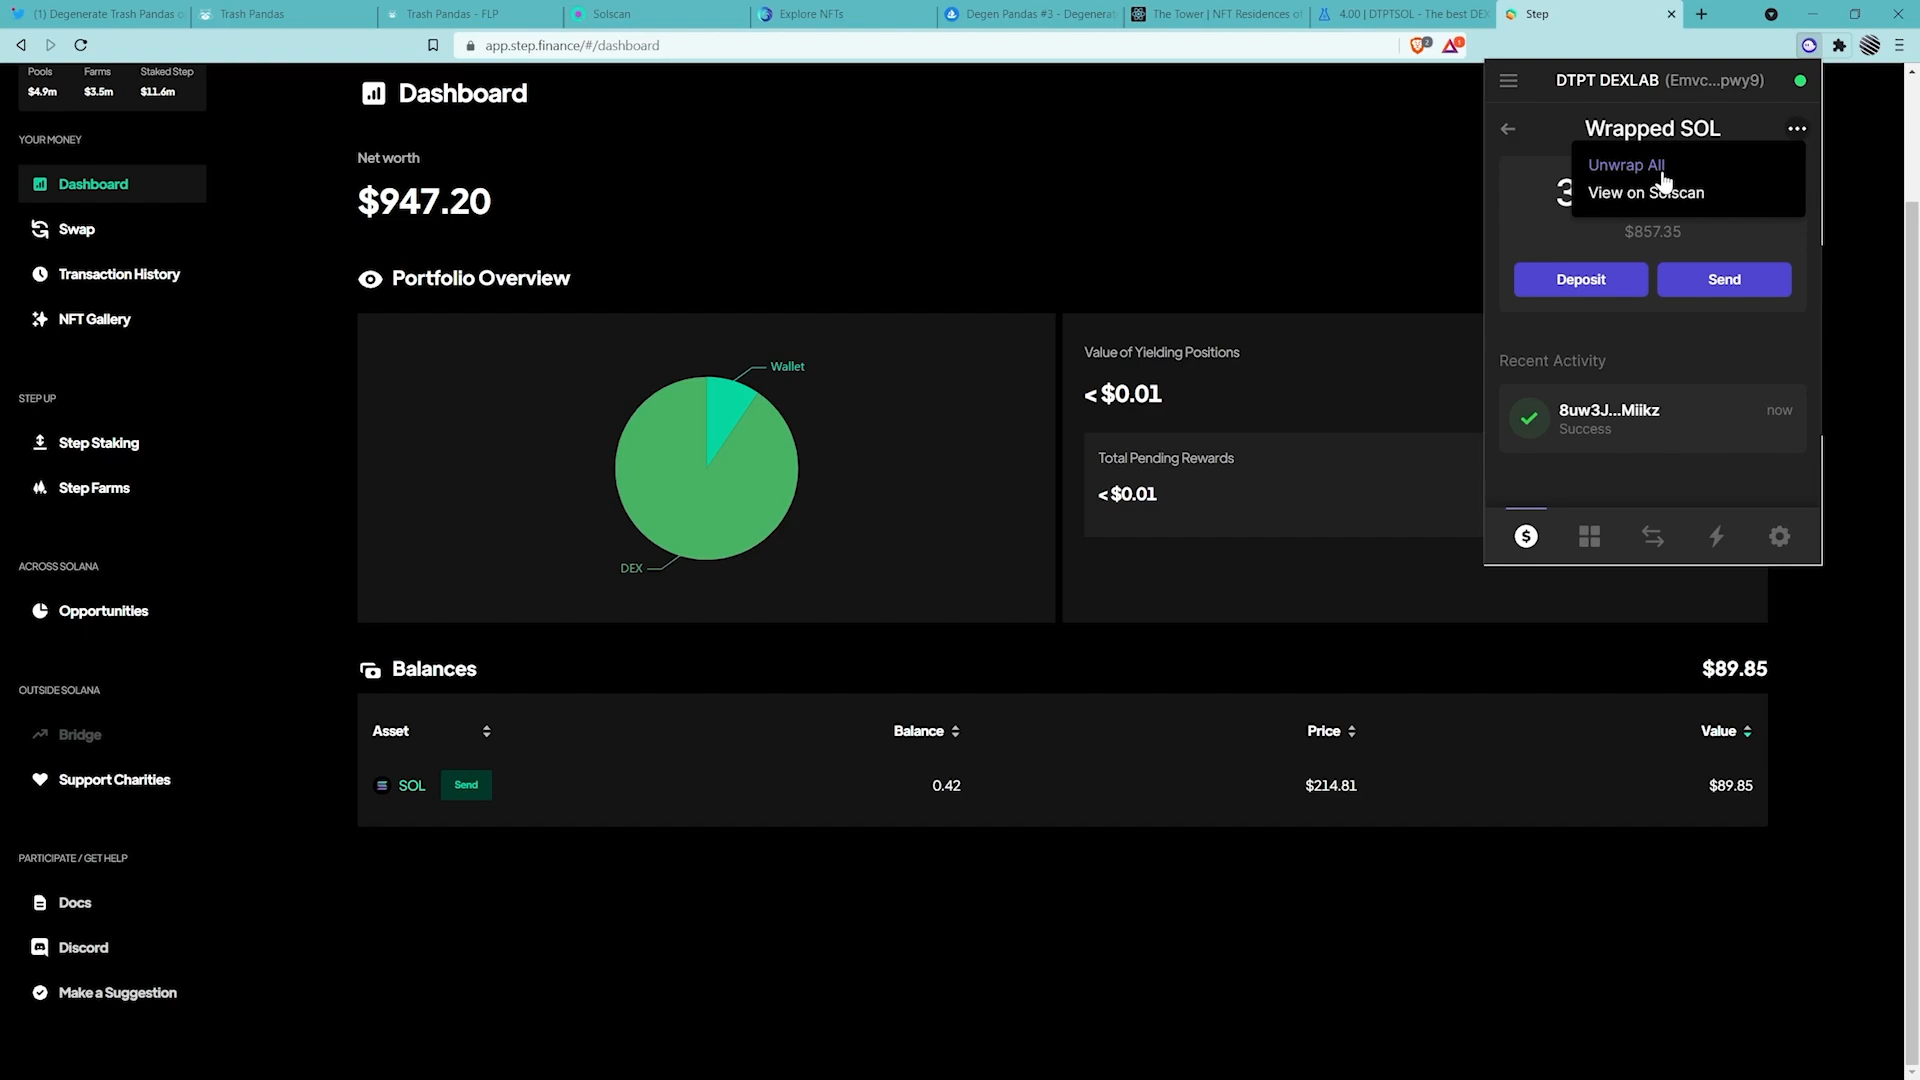 (1) Degenerate Trash Pandas
Trash Pandas
Trash Pandas - FLP
Solscan
Explore NFTs
Degen Pandas #3 - Degenerat
The Tower | NFT Residences of
4.00 | DTPTSOL - The best DEX
Step
app.step.finance/#/dashboard
2
1
Pools
Farms
Staked Step
$4.9m
$3.5m
$11.6m
YOUR MONEY
Dashboard
Swap
Transaction History
NFT Gallery
STEP UP
Step Staking
Step Farms
ACROSS SOLANA
Opportunities
OUTSIDE SOLANA
Bridge
Support Charities
PARTICIPATE / GET HELP
Docs
Discord
Make a Suggestion
Dashboard
Net worth
$947.20
Portfolio Overview
Wallet
DEX
Value of Yielding Positions
< $0.01
Total Pending Rewards
< $0.01
Balances
$89.85
Asset
Balance
Price
Value
SOL
Send
0.42
$214.81
$89.85
DTPT DEXLAB (Emvc...pwy9)
Wrapped SOL
Unwrap All
View on Solscan
3
$857.35
Deposit
Send
Recent Activity
8uw3J...Miikz
now
Success